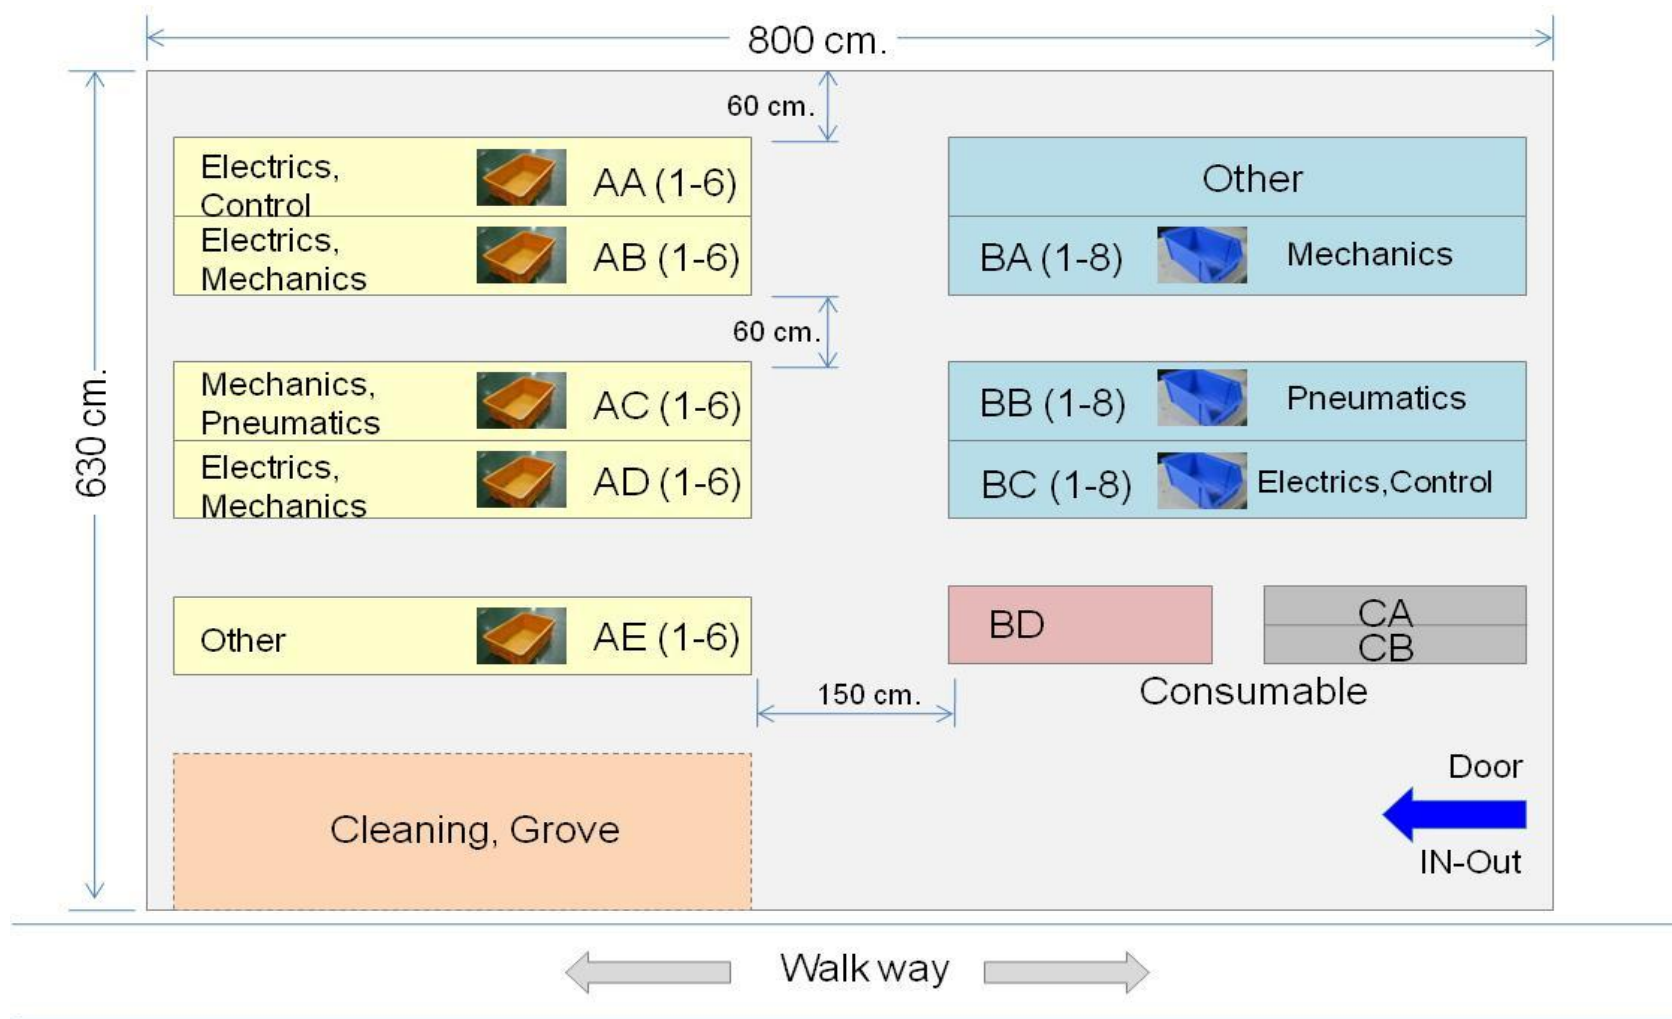 800 cm.
60 cm.
Electrics,
Control
AA (1-6)
Other
Electrics,
Mechanics
AB (1-6)
BA (1-8)
Mechanics
60 cm.
630 cm.
Mechanics,
Pneumatics
AC (1-6)
BB (1-8)
Pneumatics
Electrics,
Mechanics
AD (1-6)
BC (1-8)
Electrics,Control
Other
AE (1-6)
BD
CA
CB
150 cm.
Consumable
Door
Cleaning, Grove
IN-Out
Walk way